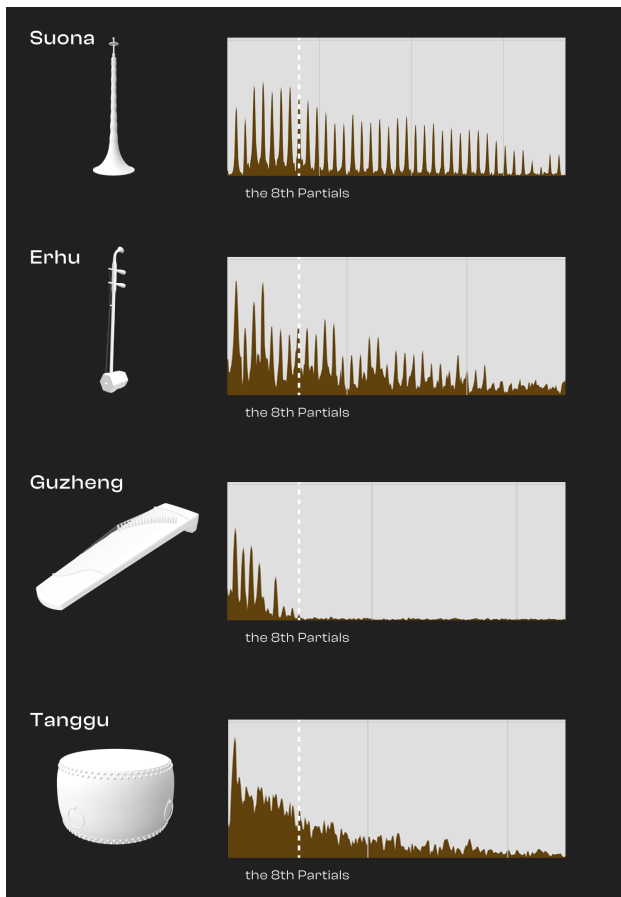 Suona
the 8th Partials
Erhu
the 8th Partials
Guzheng
the 8th Partials
Tanggu
the 8th Partials